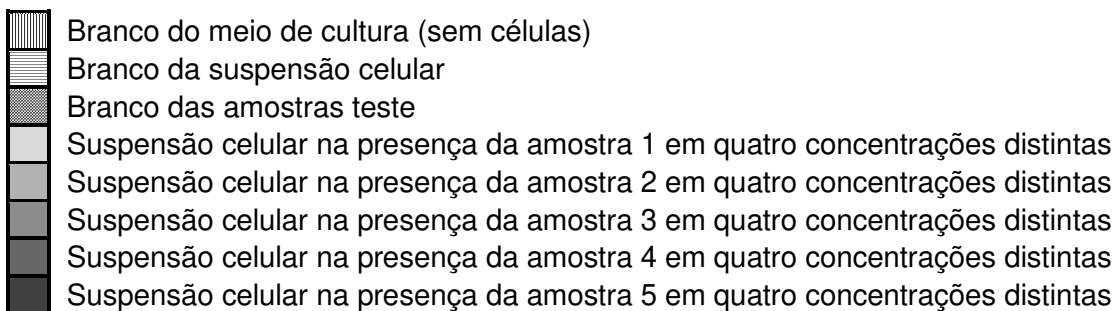 Branco do meio de cultura (sem células)
Branco da suspensão celular
Branco das amostras teste
Suspensão celular na presença da amostra 1 em quatro concentrações distintas
Suspensão celular na presença da amostra 2 em quatro concentrações distintas
Suspensão celular na presença da amostra 3 em quatro concentrações distintas
Suspensão celular na presença da amostra 4 em quatro concentrações distintas
Suspensão celular na presença da amostra 5 em quatro concentrações distintas